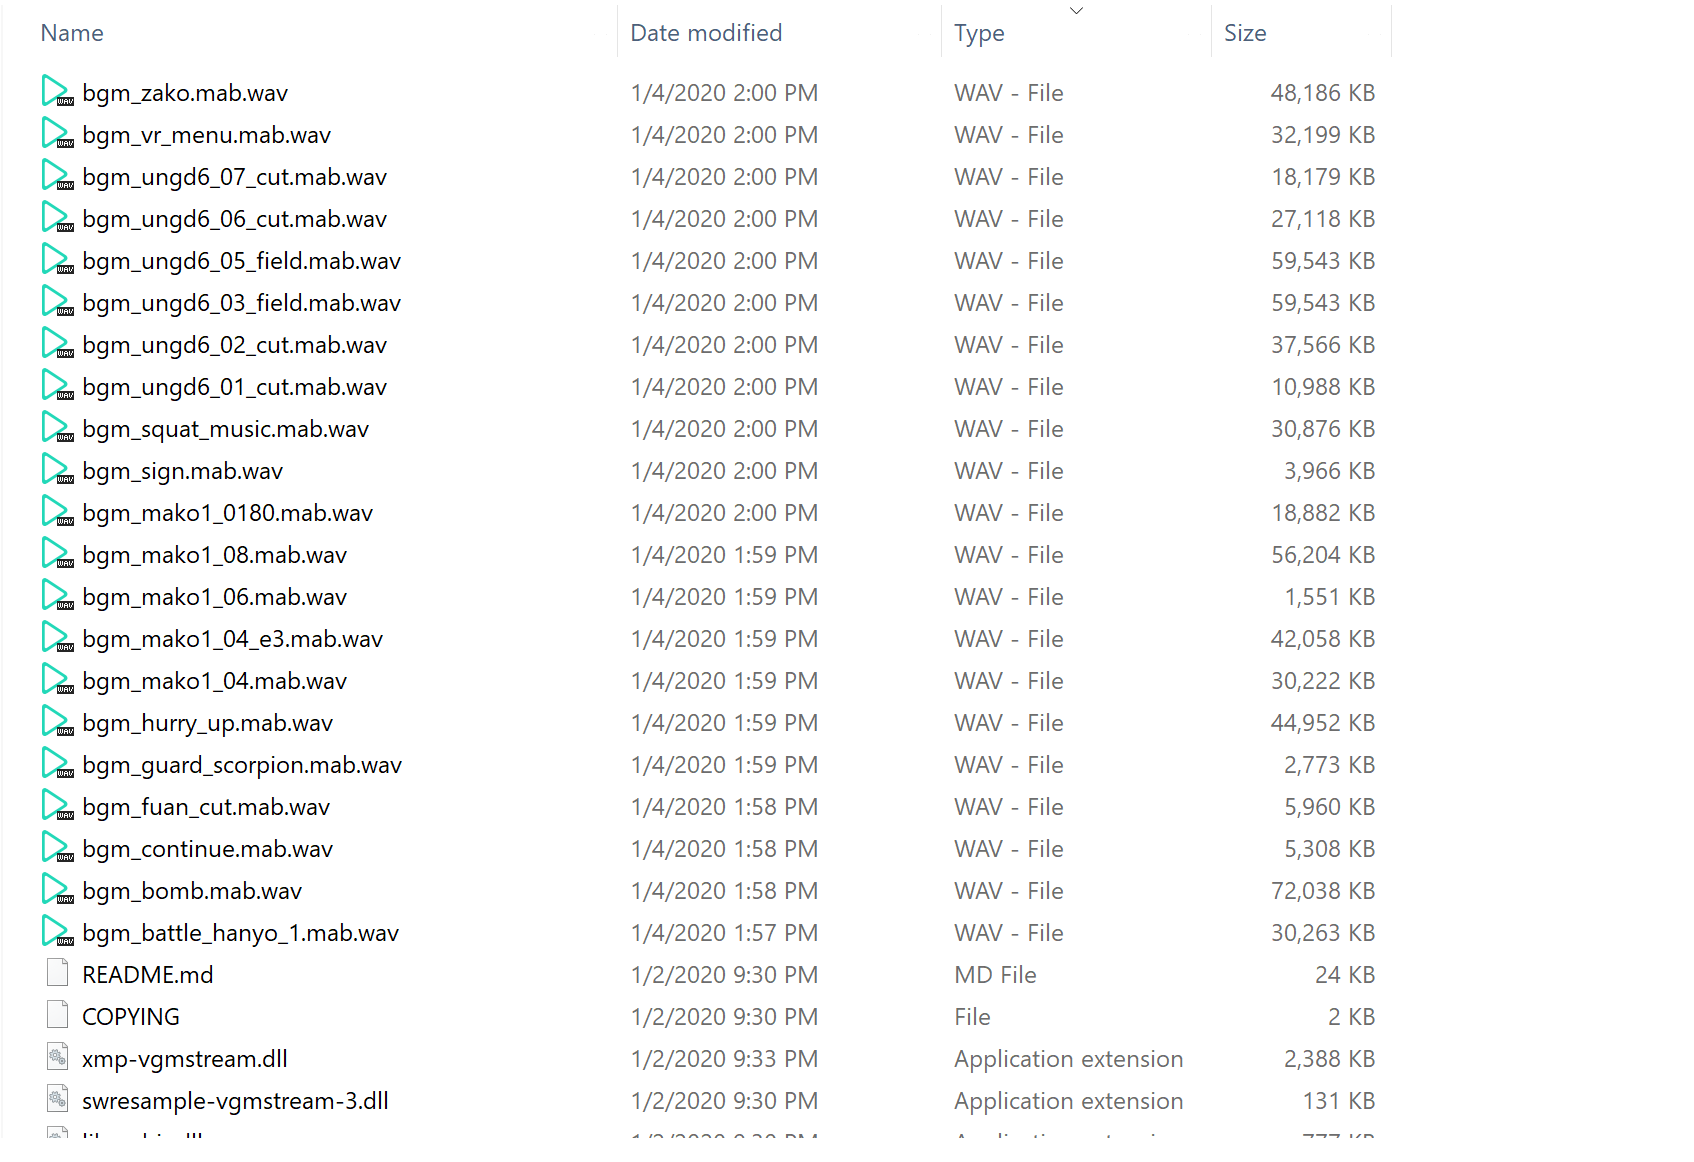 Name Date modified Type Size
bgm_zako.mab.wav 1/4/2020 2:00 PM WAV - File 48,186 KB
bgm_vr_menu.mab.wav 1/4/2020 2:00 PM WAV - File 32,199 KB
bgm_ungd6_07_cut.mab.wav 1/4/2020 2:00 PM WAV - File 18,179 KB
bgm_ungd6_06_cut.mab.wav 1/4/2020 2:00 PM WAV - File 27,118 KB
bgm_ungd6_05_field.mab.wav 1/4/2020 2:00 PM WAV - File 59,543 KB
bgm_ungd6_03_field.mab.wav 1/4/2020 2:00 PM WAV - File 59,543 KB
bgm_ungd6_02_cut.mab.wav 1/4/2020 2:00 PM WAV - File 37,566 KB
bgm_ungd6_01_cut.mab.wav 1/4/2020 2:00 PM WAV - File 10,988 KB
bgm_squat_music.mab.wav 1/4/2020 2:00 PM WAV - File 30,876 KB
bgm_sign.mab.wav 1/4/2020 2:00 PM WAV - File 3,966 KB
bgm_mako1_0180.mab.wav 1/4/2020 2:00 PM WAV - File 18,882 KB
bgm_mako1_08.mab.wav 1/4/2020 1:59 PM WAV - File 56,204 KB
bgm_mako1_06.mab.wav 1/4/2020 1:59 PM WAV - File 1,551 KB
bgm_mako1_04_e3.mab.wav 1/4/2020 1:59 PM WAV - File 42,058 KB
bgm_mako1_04.mab.wav 1/4/2020 1:59 PM WAV - File 30,222 KB
bgm_hurry_up.mab.wav 1/4/2020 1:59 PM WAV - File 44,952 KB
bgm_guard_scorpion.mab.wav 1/4/2020 1:59 PM WAV - File 2,773 KB
bgm_fuan_cut.mab.wav 1/4/2020 1:58 PM WAV - File 5,960 KB
bgm_continue.mab.wav 1/4/2020 1:58 PM WAV - File 5,308 KB
bgm_bomb.mab.wav 1/4/2020 1:58 PM WAV - File 72,038 KB
bgm_battle_hanyo_1.mab.wav 1/4/2020 1:57 PM WAV - File 30,263 KB
README.md 1/2/2020 9:30 PM MD File 24 KB
COPYING 1/2/2020 9:30 PM File 2 KB
xmp-vgmstream.dll 1/2/2020 9:33 PM Application extension 2,388 KB
swresample-vgmstream-3.dll 1/2/2020 9:30 PM Application extension 131 KB